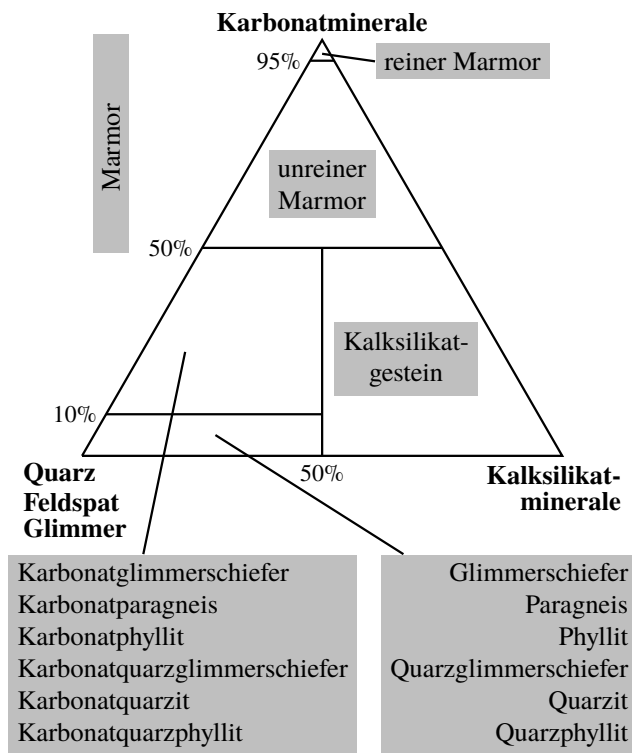 Karbonatminerale
95%
reiner Marmor
Marmor
unreiner
Marmor
50%
Kalksilikat-
gestein
10%
50%
Quarz
Feldspat
Glimmer
Kalksilikat-
minerale
Karbonatglimmerschiefer
Karbonatparagneis
Karbonatphyllit
Karbonatquarzglimmerschiefer
Karbonatquarzit
Karbonatquarzphyllit
Glimmerschiefer
Paragneis
Phyllit
Quarzglimmerschiefer
Quarzit
Quarzphyllit